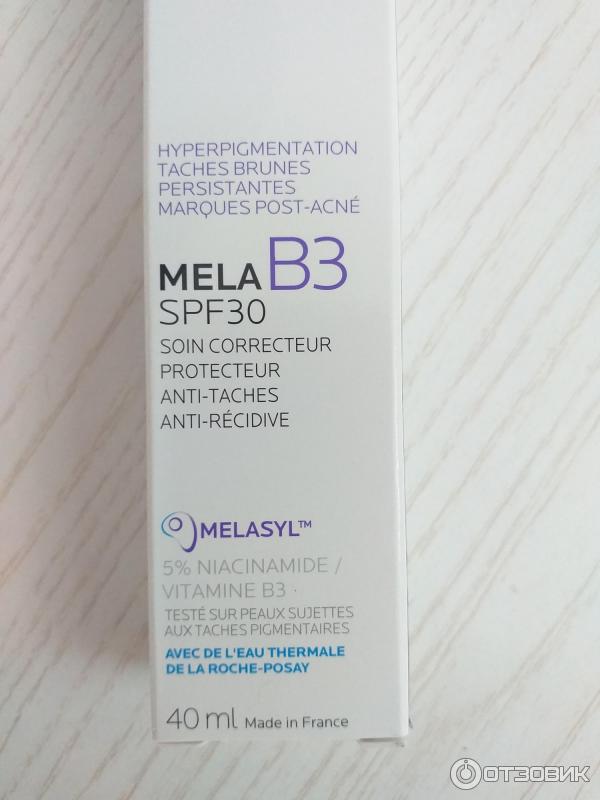 HYPERPIGMENTATION
TACHES BRUNES
PERSISTANTES
MARQUES POST-ACNÉ
MELA B3
SPF30
SOIN CORRECTEUR
PROTECTEUR
ANTI-TACHES
ANTI-RÉCIDIVE
MELASYL™
5% NIACINAMIDE /
VITAMINE B3 ·
TESTÉ SUR PEAUX SUJETTES
AUX TACHES PIGMENTAIRES
AVEC DE L'EAU THERMALE
DE LA ROCHE-POSAY
40 ml Made in France
ОТЗОВИК